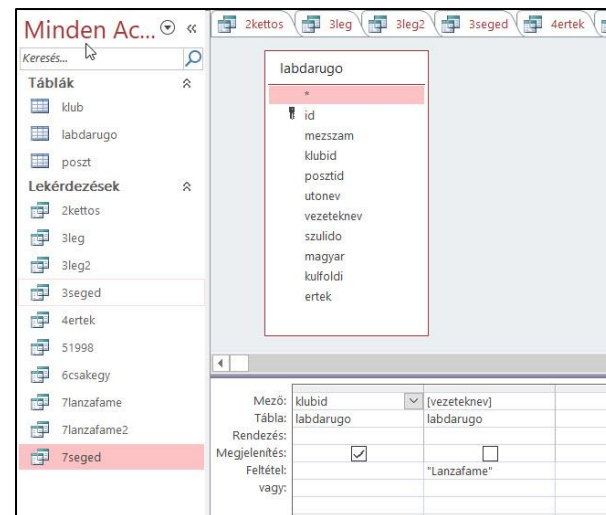 Minden Ac...
Keresés...
Táblák
klub
labdarugo
poszt
Lekérdezések
2kettos
3leg
3leg2
3seged
4ertek
51998
6csakegy
7lanzafame
7lanzafame2
7seged
2kettos 3leg 3leg2 3seged 4ertek
labdarugo
*
id
mezszam
klubid
posztid
utonev
vezeteknev
szulido
magyar
kulfoldi
ertek
Mező: klubid [vezeteknev]
Tábla: labdarugo labdarugo
Rendezés:
Megjelenítés:
Feltétel: "Lanzafame"
vagy: